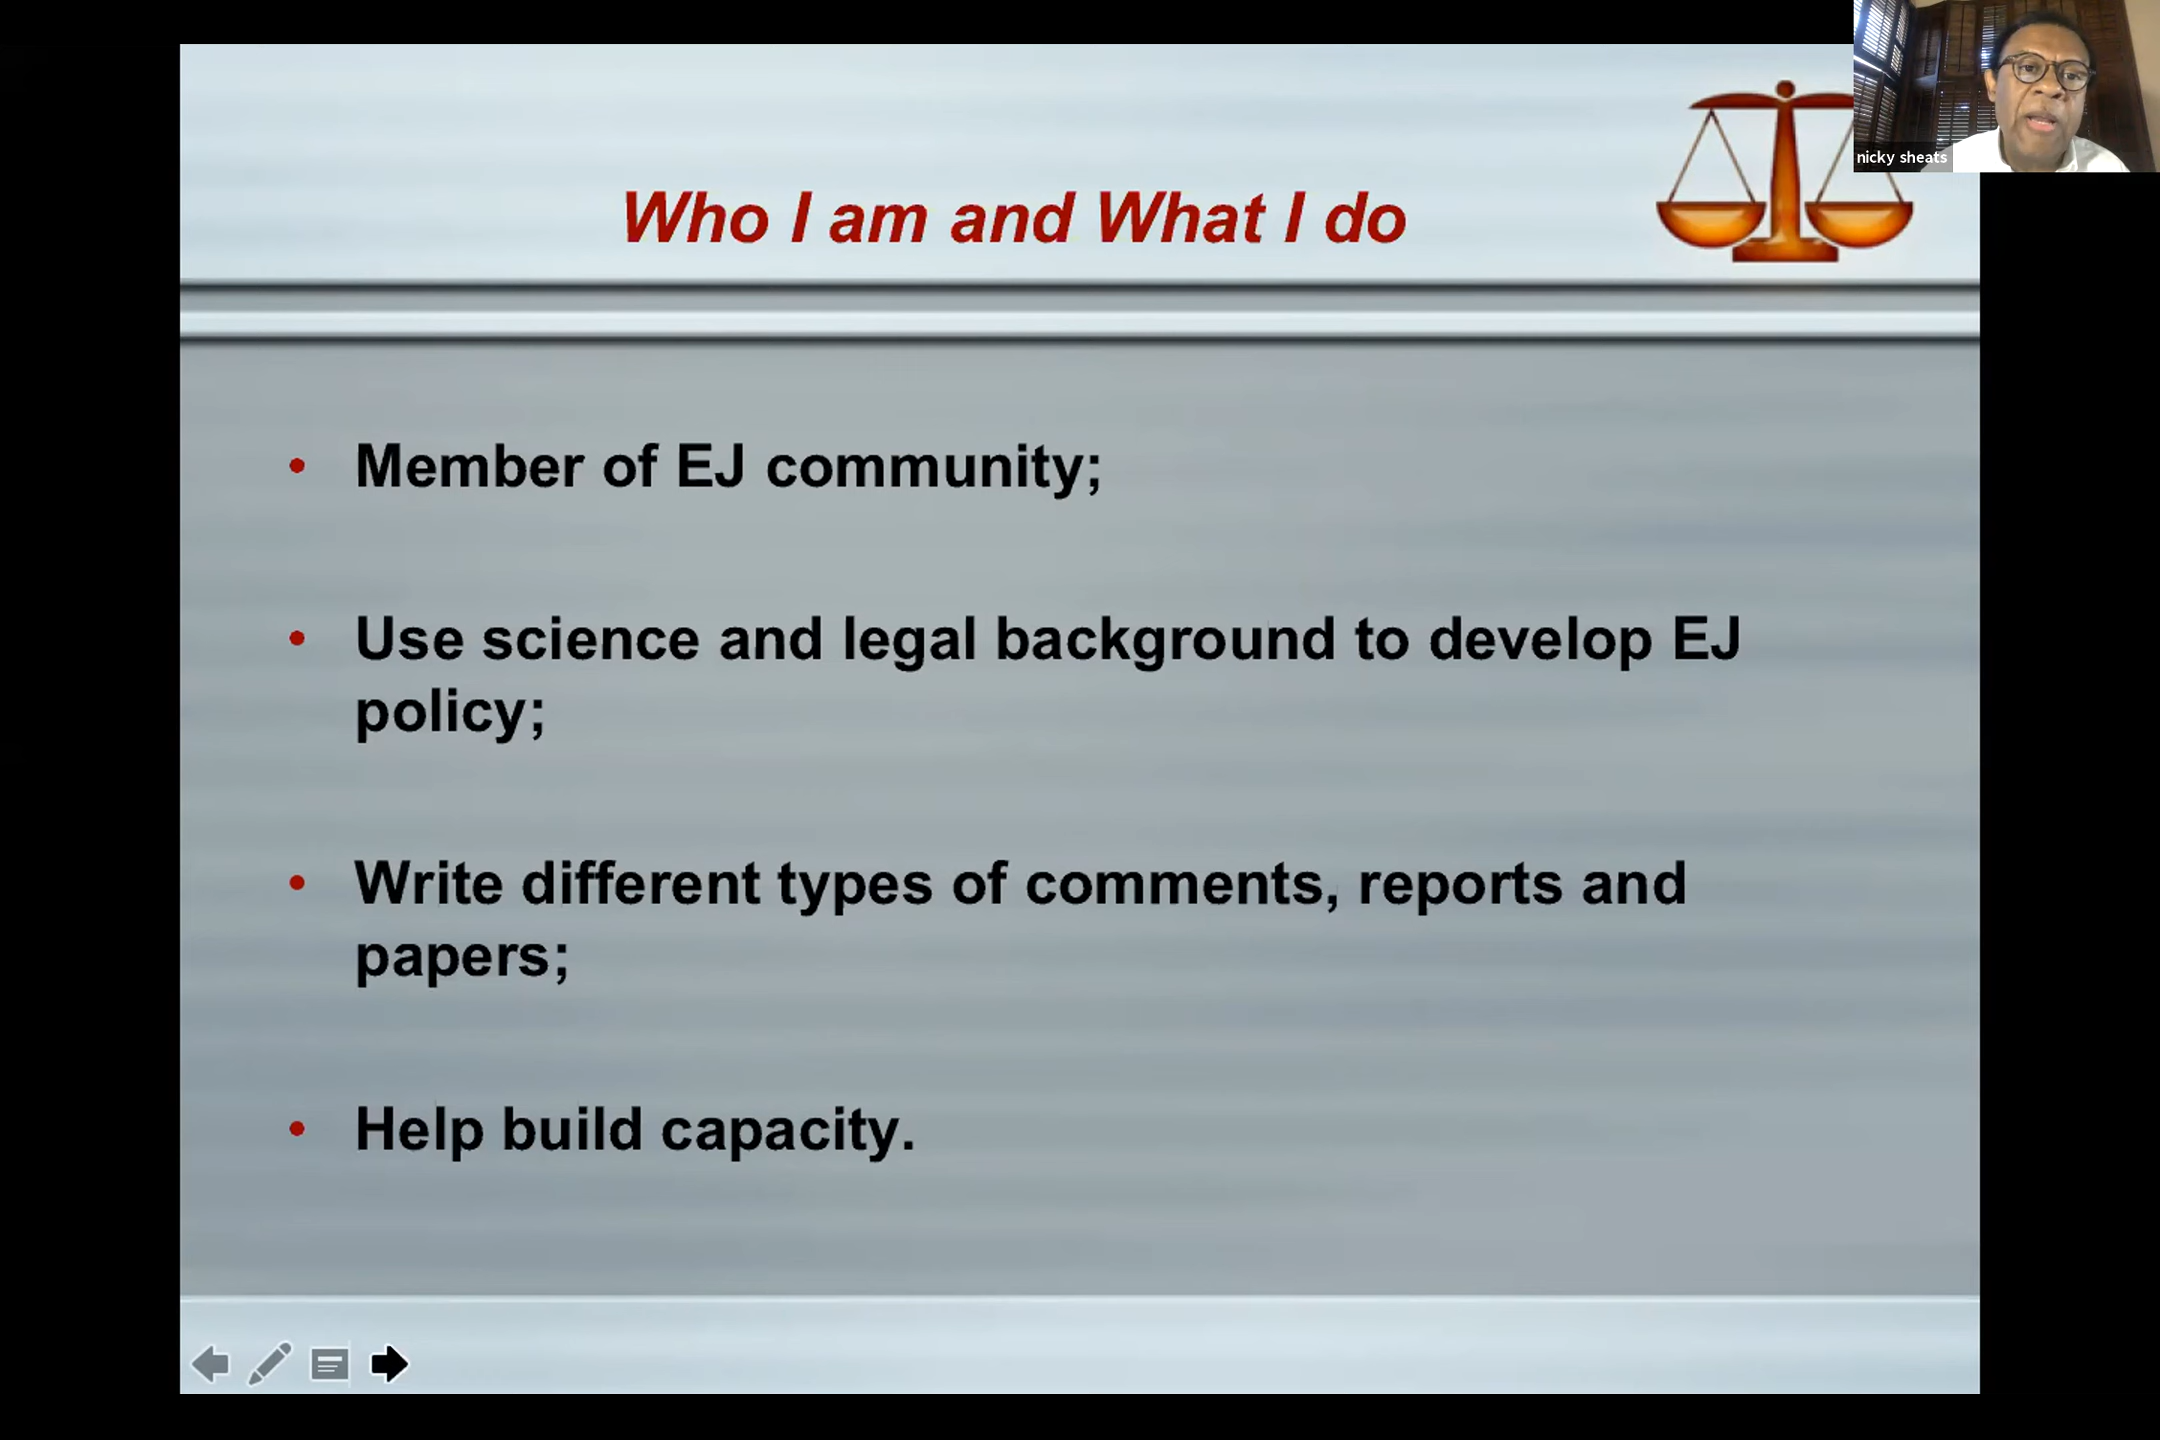 nicky sheats
Who I am and What I do
• Member of EJ community;
• Use science and legal background to develop EJ
policy;
• Write different types of comments, reports and
papers;
• Help build capacity.